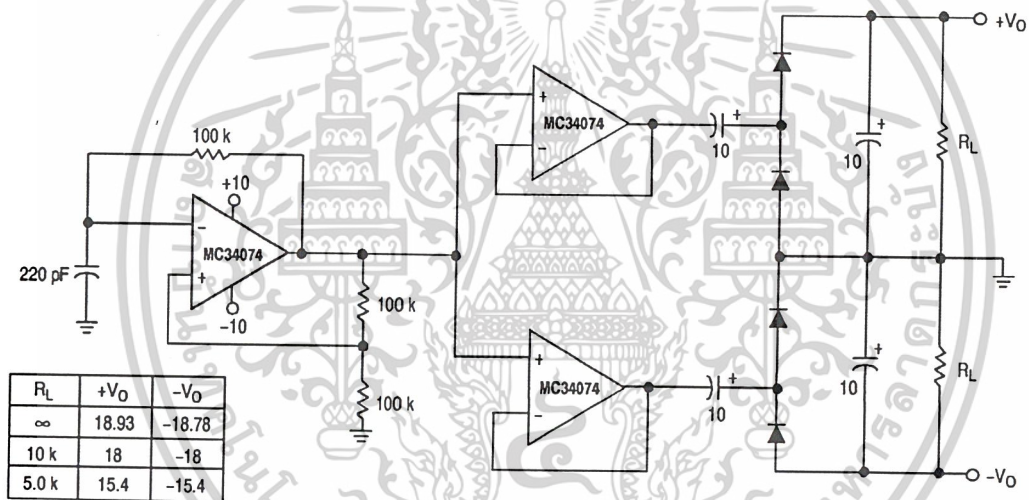 +VO
100 k
+
MC34074
−
+
10
+
10
RL
+10
−
MC34074
+
−10
220 pF
100 k
100 k
+
MC34074
−
+
10
+
10
RL
−VO
RL +VO −VO
∞ 18.93 −18.78
10 k 18 −18
5.0 k 15.4 −15.4